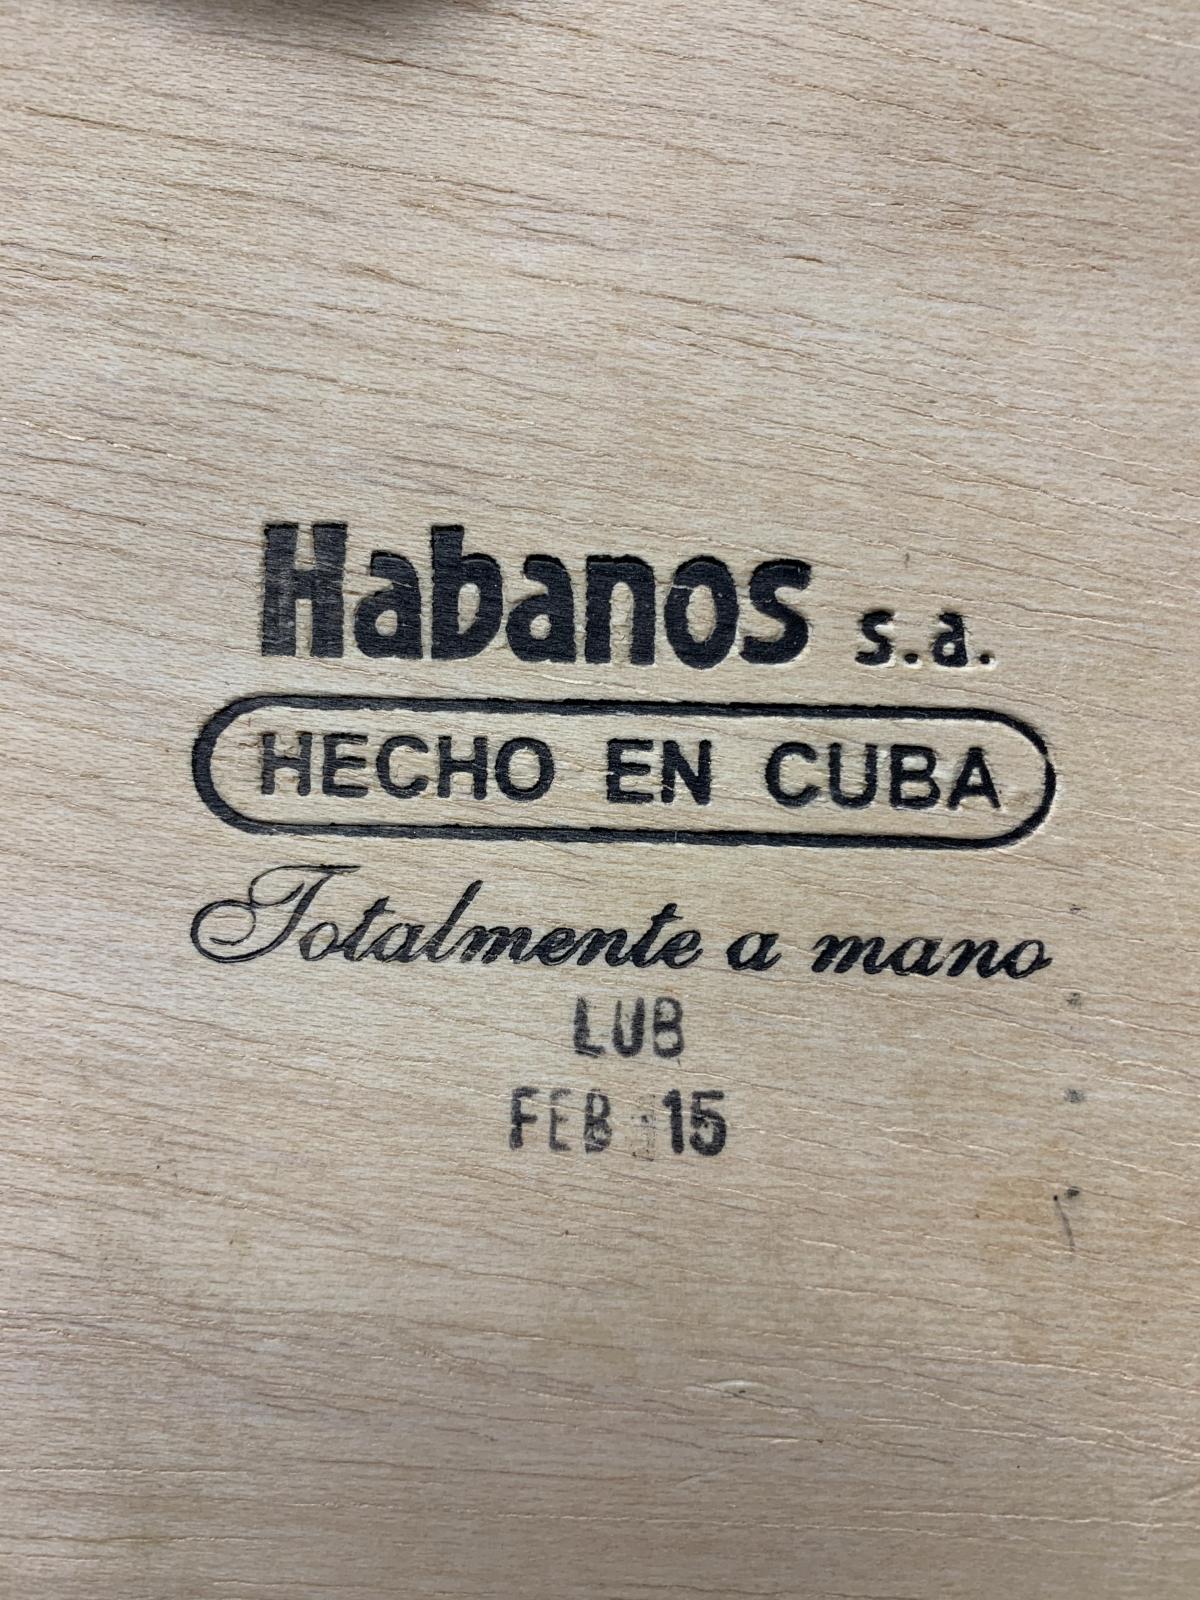 Habanos s.a.
HECHO EN CUBA
Totalmente a mano
LUB
FEB 15